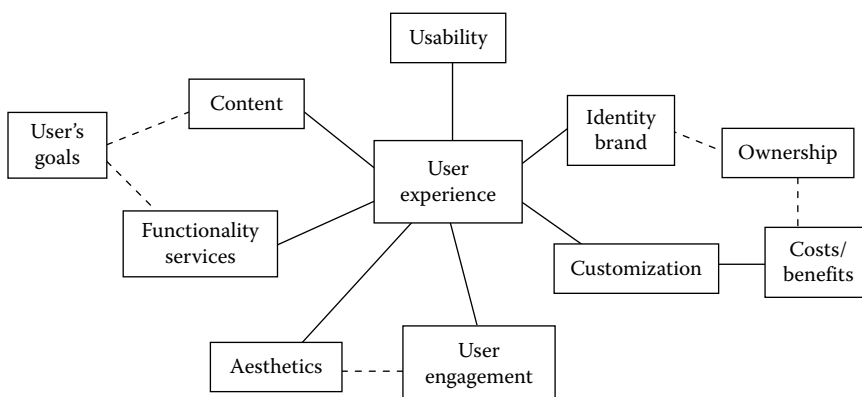 Usability
Content
Identity
brand
User's
goals
Ownership
User
experience
Functionality
services
Customization
Costs/
benefits
Aesthetics
User
engagement